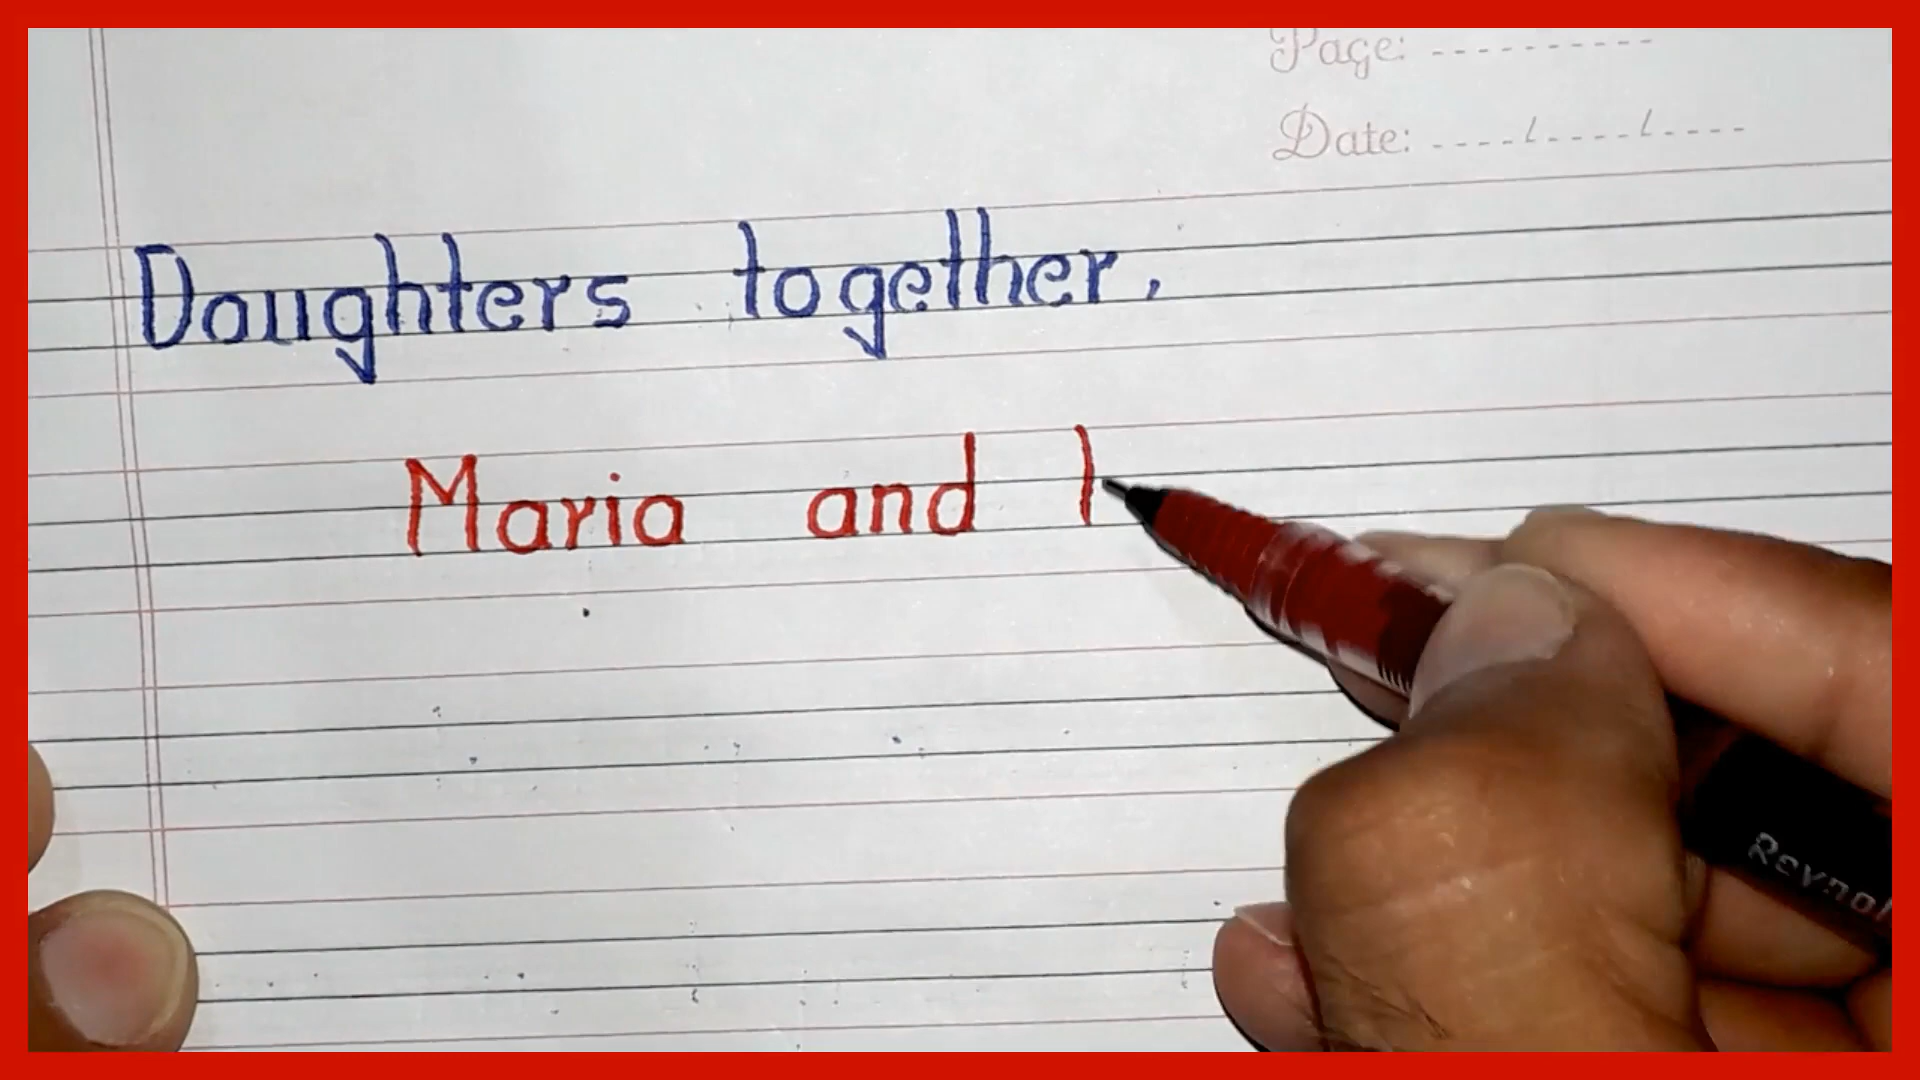 Page: ----------
Date: ----/----/----
Daughters together,
Maria and